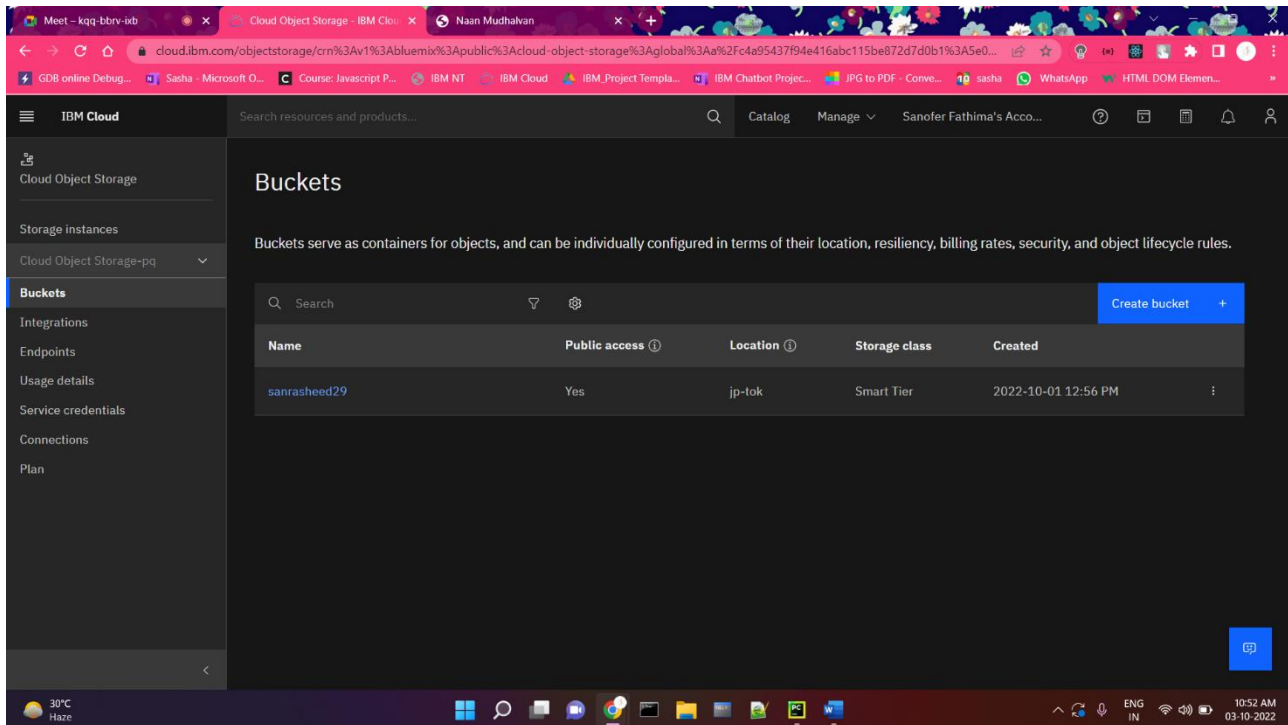 Meet – kqq-bbrv-ixb
Cloud Object Storage - IBM Clou
Naan Mudhalvan
cloud.ibm.com/objectstorage/crn%3Av1%3Abluemix%3Apublic%3Acloud-object-storage%3Aglobal%3Aa%2Fc4a95437f94e416abc115be872d7d0b1%3A5e0...
GDB online Debug...
Sasha - Microsoft O...
Course: Javascript P...
IBM NT
IBM Cloud
IBM_Project Templa...
IBM Chatbot Projec...
JPG to PDF - Conve...
sasha
WhatsApp
HTML DOM Elemen...
IBM Cloud
Search resources and products...
Catalog
Manage
Sanofer Fathima's Acco...
Cloud Object Storage
Storage instances
Cloud Object Storage-pq
Buckets
Integrations
Endpoints
Usage details
Service credentials
Connections
Plan
Buckets
Buckets serve as containers for objects, and can be individually configured in terms of their location, resiliency, billing rates, security, and object lifecycle rules.
Search
Create bucket +
Name Public access Location Storage class Created
sanrasheed29 Yes jp-tok Smart Tier 2022-10-01 12:56 PM
30°C
Haze
ENG
IN
10:52 AM
03-10-2022